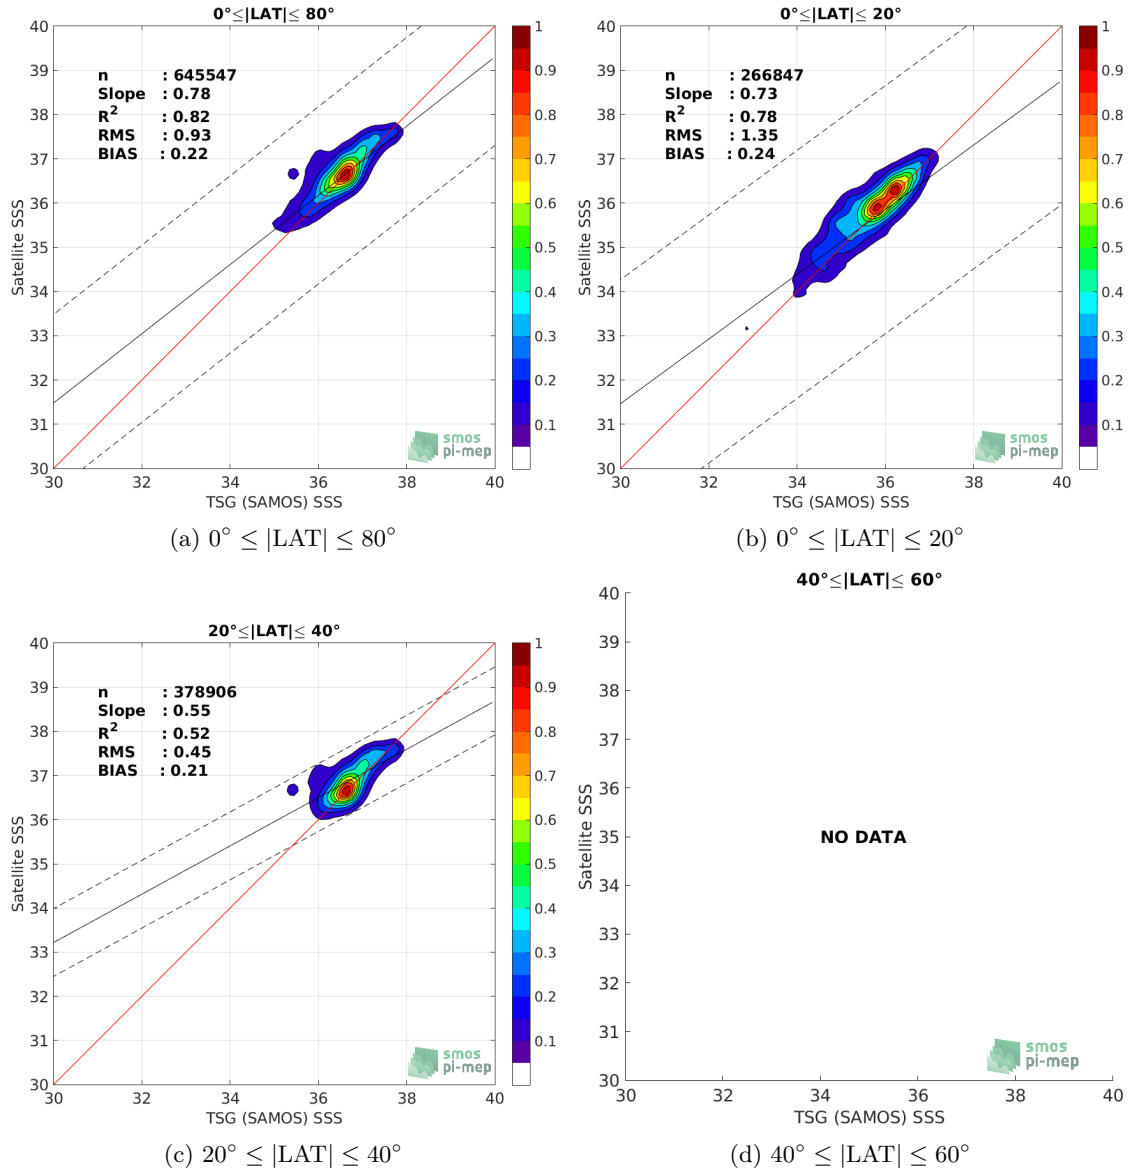 0°≤|LAT|≤ 80°
n : 645547
Slope : 0.78
R² : 0.82
RMS : 0.93
BIAS : 0.22
40
39
38
37
36
35
34
33
32
31
30
30 32 34 36 38 40
Satellite SSS
TSG (SAMOS) SSS
1
0.9
0.8
0.7
0.6
0.5
0.4
0.3
0.2
0.1
smos
pi-mep
(a) 0° ≤ |LAT| ≤ 80°
0°≤|LAT|≤ 20°
n : 266847
Slope : 0.73
R² : 0.78
RMS : 1.35
BIAS : 0.24
40
39
38
37
36
35
34
33
32
31
30
30 32 34 36 38 40
Satellite SSS
TSG (SAMOS) SSS
1
0.9
0.8
0.7
0.6
0.5
0.4
0.3
0.2
0.1
smos
pi-mep
(b) 0° ≤ |LAT| ≤ 20°
20°≤|LAT|≤ 40°
n : 378906
Slope : 0.55
R² : 0.52
RMS : 0.45
BIAS : 0.21
40
39
38
37
36
35
34
33
32
31
30
30 32 34 36 38 40
Satellite SSS
TSG (SAMOS) SSS
1
0.9
0.8
0.7
0.6
0.5
0.4
0.3
0.2
0.1
smos
pi-mep
(c) 20° ≤ |LAT| ≤ 40°
40°≤|LAT|≤ 60°
40
39
38
37
36
35
34
33
32
31
30
30 32 34 36 38 40
Satellite SSS
NO DATA
TSG (SAMOS) SSS
smos
pi-mep
(d) 40° ≤ |LAT| ≤ 60°